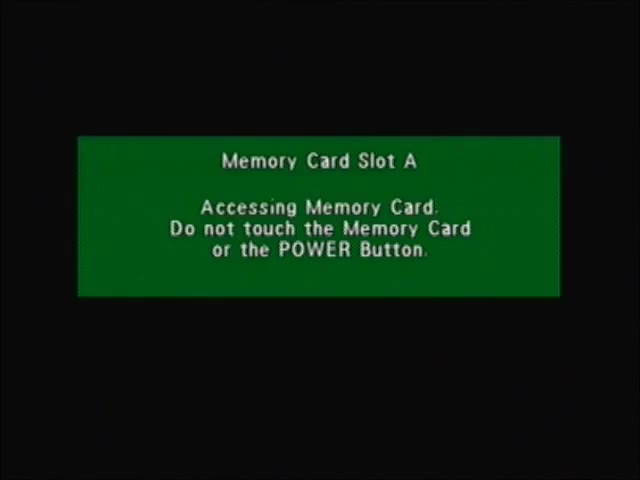 Memory Card Slot A
Accessing Memory Card.
Do not touch the Memory Card
or the POWER Button.